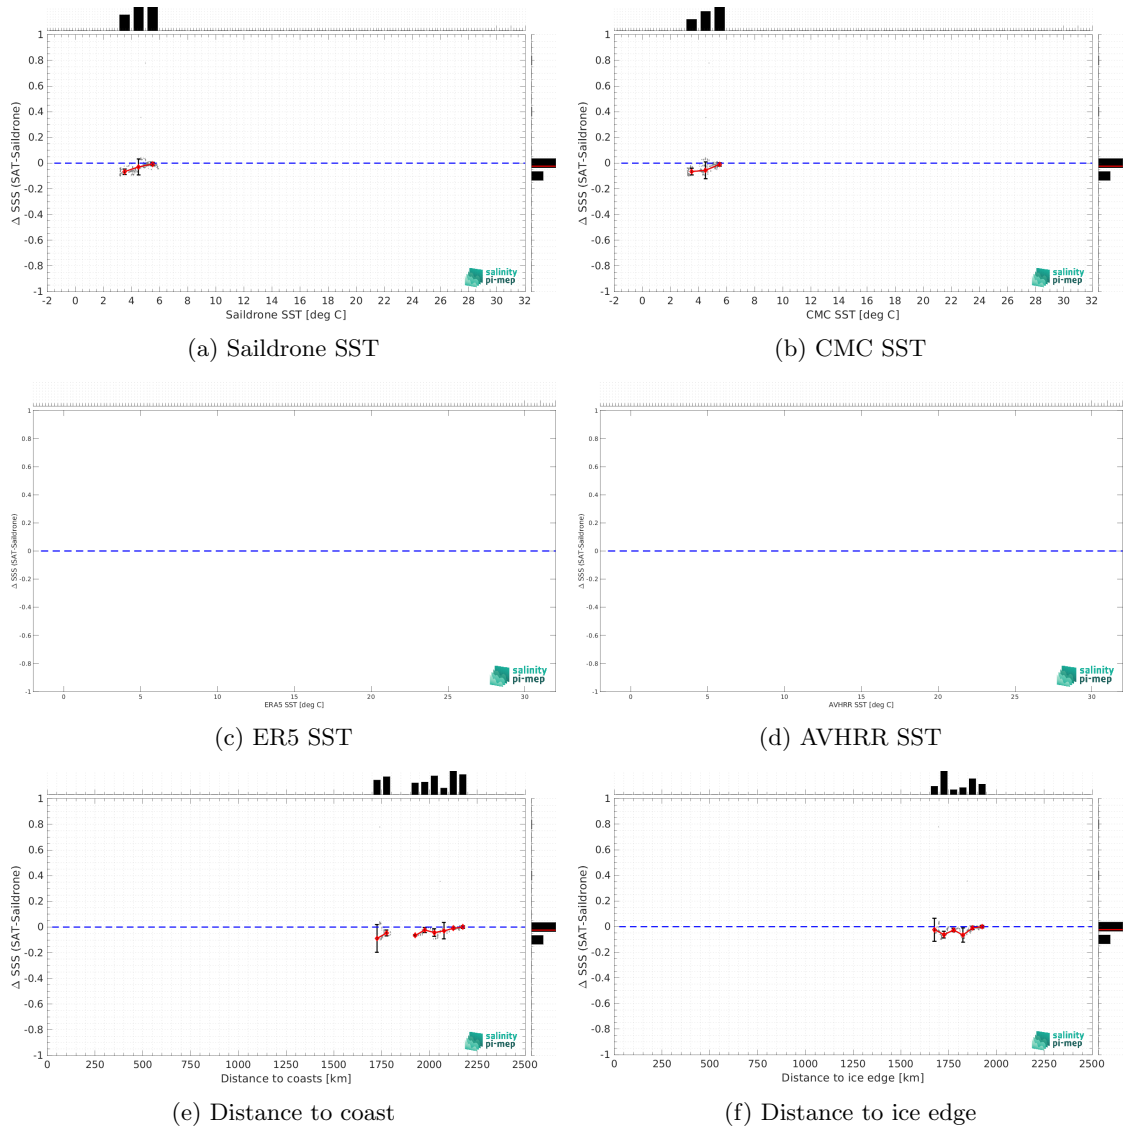 1
0.8
0.6
0.4
0.2
0
-0.2
-0.4
-0.6
-0.8
-1
Δ SSS (SAT-Saildrone)
salinity
pi-mep
-2 0 2 4 6 8 10 12 14 16 18 20 22 24 26 28 30 32
Saildrone SST [deg C]
(a) Saildrone SST
1
0.8
0.6
0.4
0.2
0
-0.2
-0.4
-0.6
-0.8
-1
Δ SSS (SAT-Saildrone)
salinity
pi-mep
-2 0 2 4 6 8 10 12 14 16 18 20 22 24 26 28 30 32
CMC SST [deg C]
(b) CMC SST
1
0.8
0.6
0.4
0.2
0
-0.2
-0.4
-0.6
-0.8
-1
Δ SSS (SAT-Saildrone)
salinity
pi-mep
0 5 10 15 20 25 30
ERA5 SST [deg C]
(c) ER5 SST
1
0.8
0.6
0.4
0.2
0
-0.2
-0.4
-0.6
-0.8
-1
Δ SSS (SAT-Saildrone)
salinity
pi-mep
0 5 10 15 20 25 30
AVHRR SST [deg C]
(d) AVHRR SST
1
0.8
0.6
0.4
0.2
0
-0.2
-0.4
-0.6
-0.8
-1
Δ SSS (SAT-Saildrone)
salinity
pi-mep
0 250 500 750 1000 1250 1500 1750 2000 2250 2500
Distance to coasts [km]
(e) Distance to coast
1
0.8
0.6
0.4
0.2
0
-0.2
-0.4
-0.6
-0.8
-1
Δ SSS (SAT-Saildrone)
salinity
pi-mep
0 250 500 750 1000 1250 1500 1750 2000 2250 2500
Distance to ice edge [km]
(f) Distance to ice edge